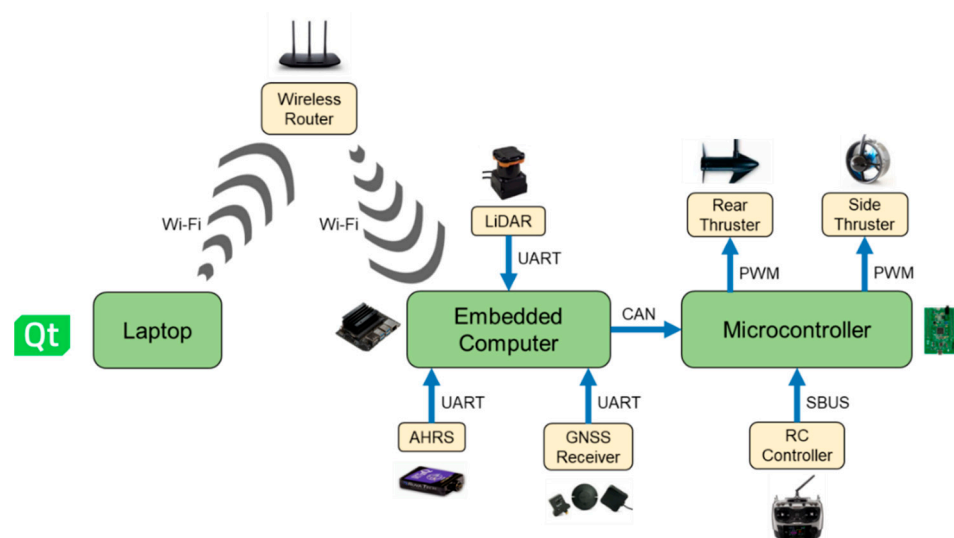 Wireless
Router
Wi-Fi
Wi-Fi
LiDAR
UART
Rear
Thruster
Side
Thruster
PWM
PWM
Qt
Laptop
Embedded
Computer
CAN
Microcontroller
UART
UART
SBUS
AHRS
GNSS
Receiver
RC
Controller